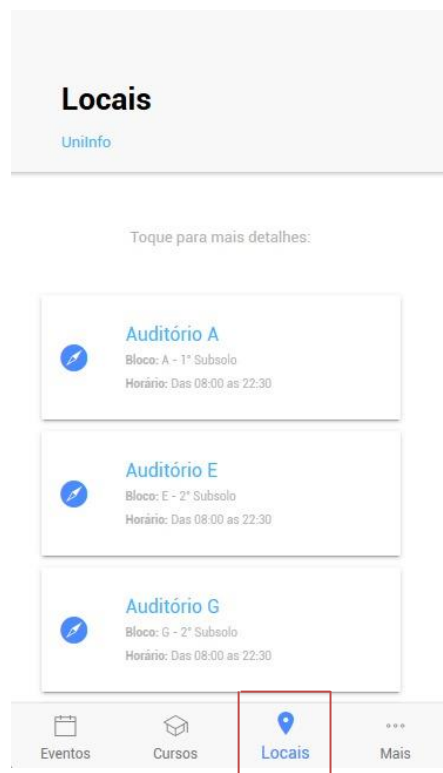 Locais
UniInfo
Toque para mais detalhes:
Auditório A
Bloco: A - 1° Subsolo
Horário: Das 08:00 as 22:30
Auditório E
Bloco: E - 2° Subsolo
Horário: Das 08:00 as 22:30
Auditório G
Bloco: G - 2° Subsolo
Horário: Das 08:00 as 22:30
Eventos Cursos Locais Mais